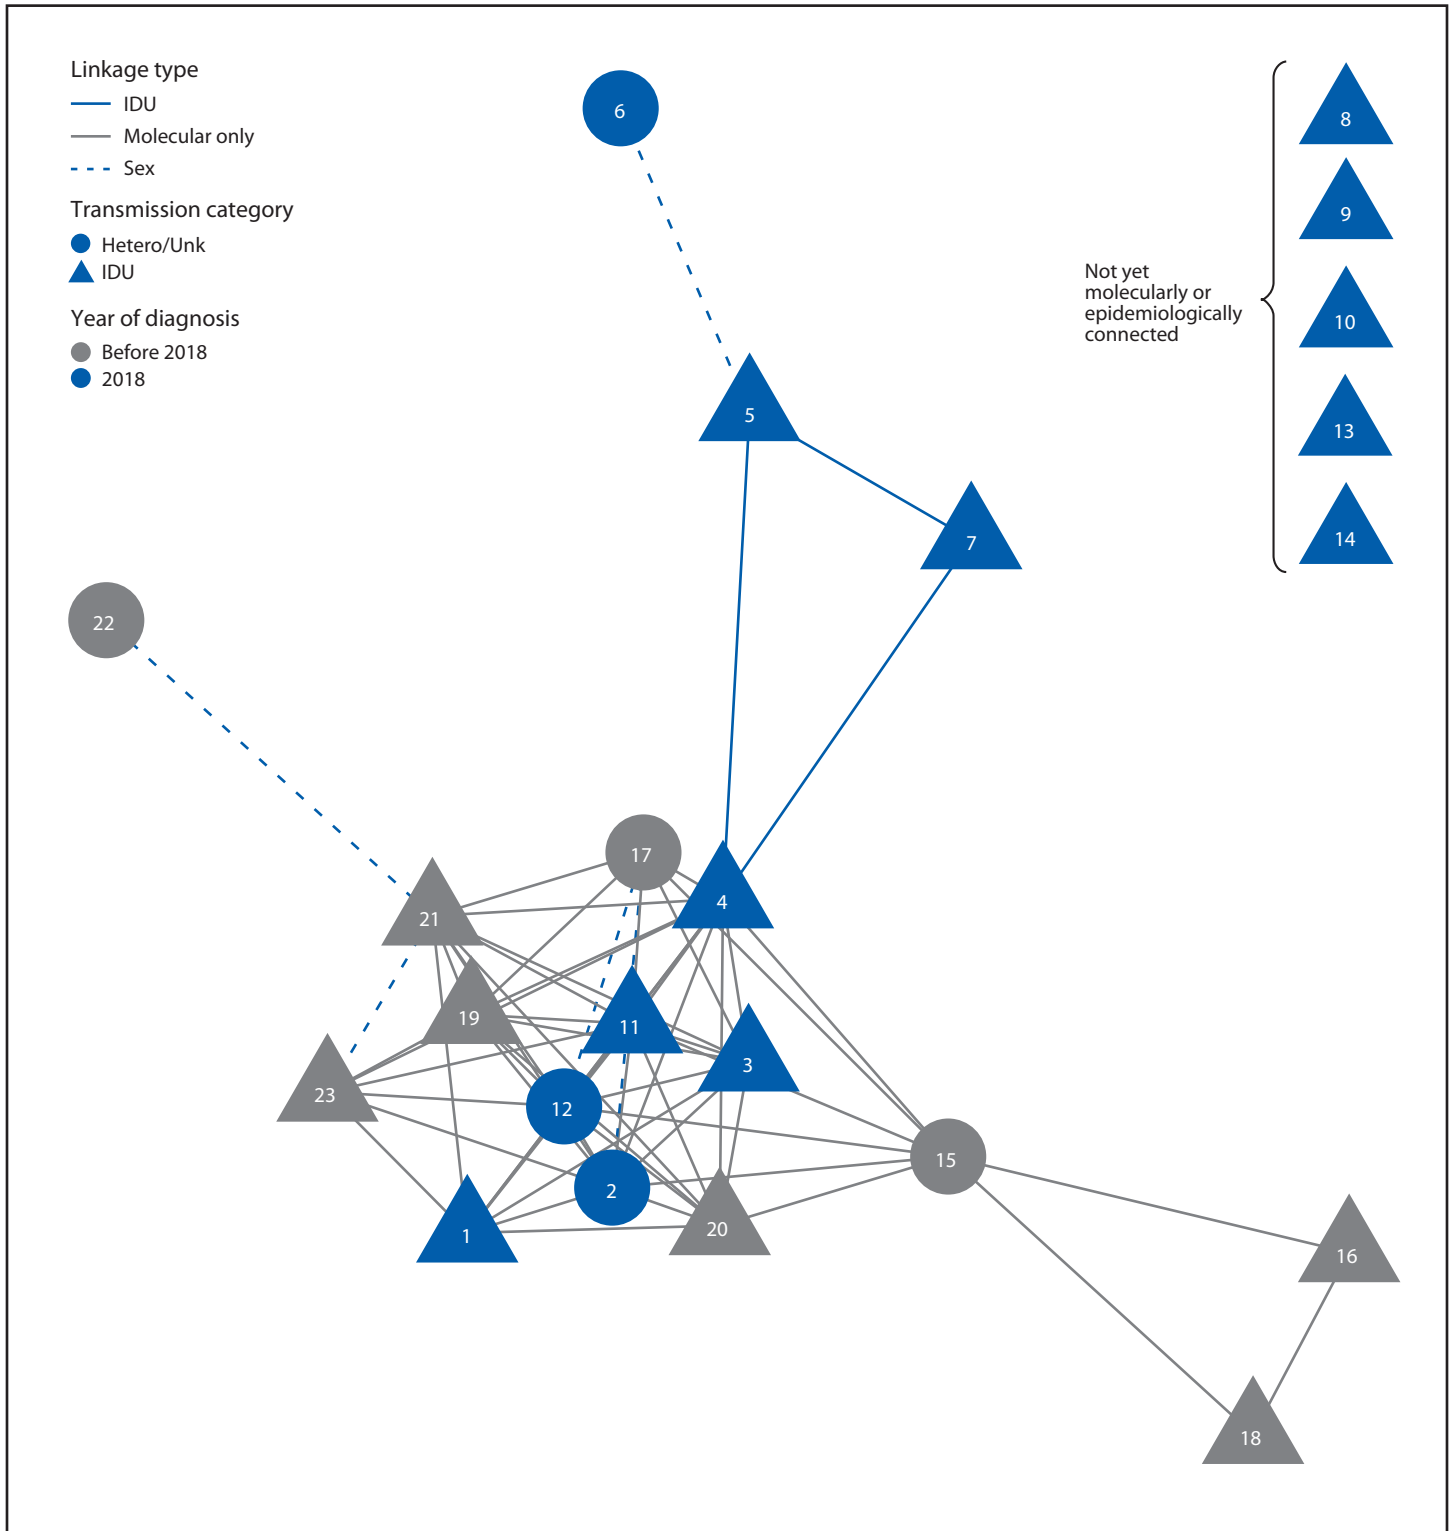 Linkage type
IDU
Molecular only
Sex
Transmission category
Hetero/Unk
IDU
Year of diagnosis
Before 2018
2018
6
8
9
Not yet
molecularly or
epidemiologically
connected
10
13
14
5
7
22
17
4
21
19
11
3
23
12
2
15
1
20
16
18